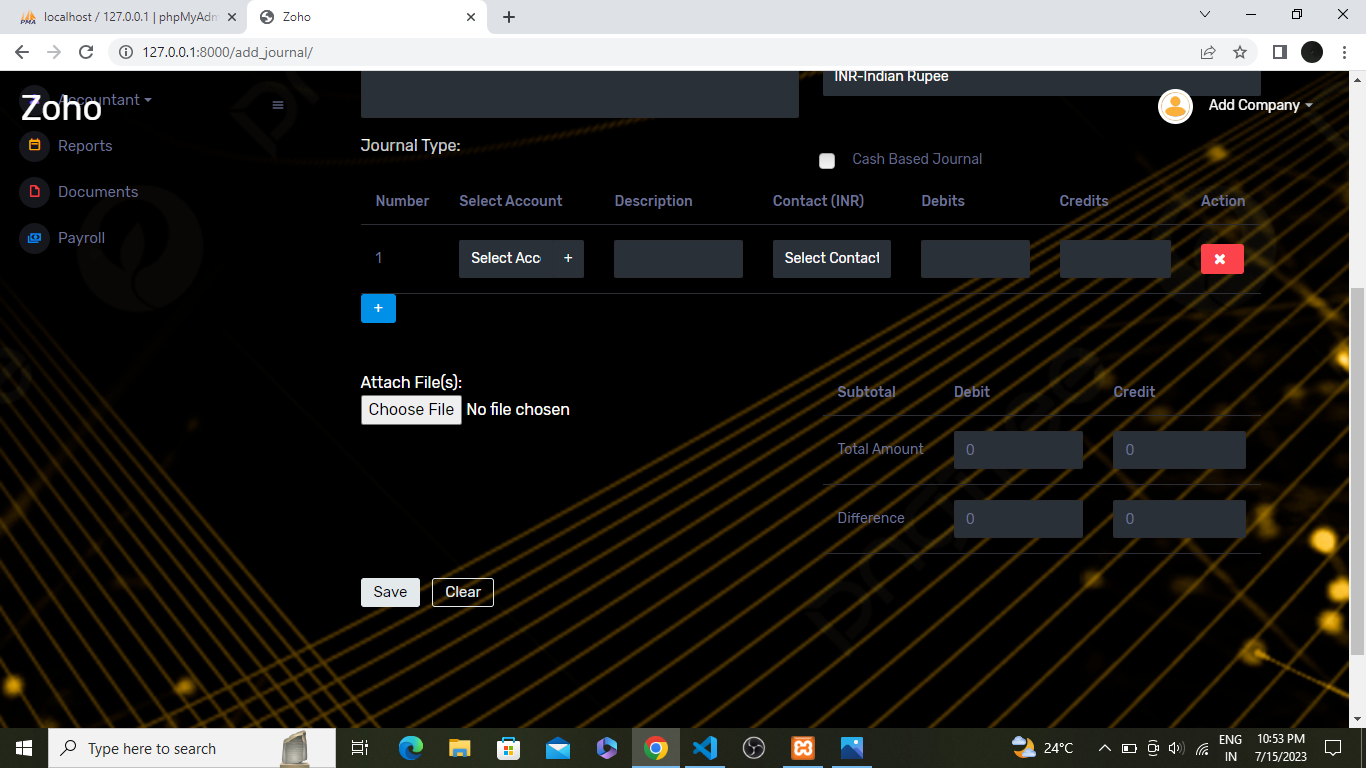 localhost / 127.0.0.1 | phpMyAdm
Zoho
127.0.0.1:8000/add_journal/
INR-Indian Rupee
Zoho
Accountant
Add Company
Reports
Documents
Payroll
Journal Type:
Cash Based Journal
Number Select Account Description Contact (INR) Debits Credits Action
1 Select Acc + Select Contact
+
Attach File(s):
Choose File No file chosen
Subtotal Debit Credit
Total Amount 0 0
Difference 0 0
Save Clear
Type here to search
24°C
ENG
IN
10:53 PM
7/15/2023